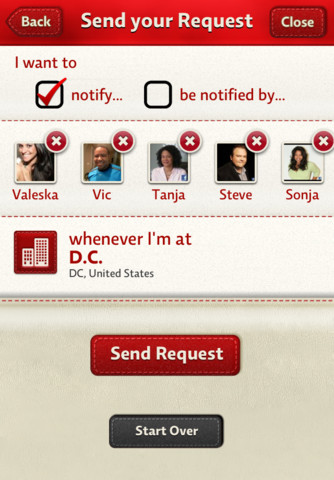 Back
Send your Request
Close
I want to
notify...
be notified by...
Valeska
Vic
Tanja
Steve
Sonja
whenever I'm at
D.C.
DC, United States
Send Request
Start Over